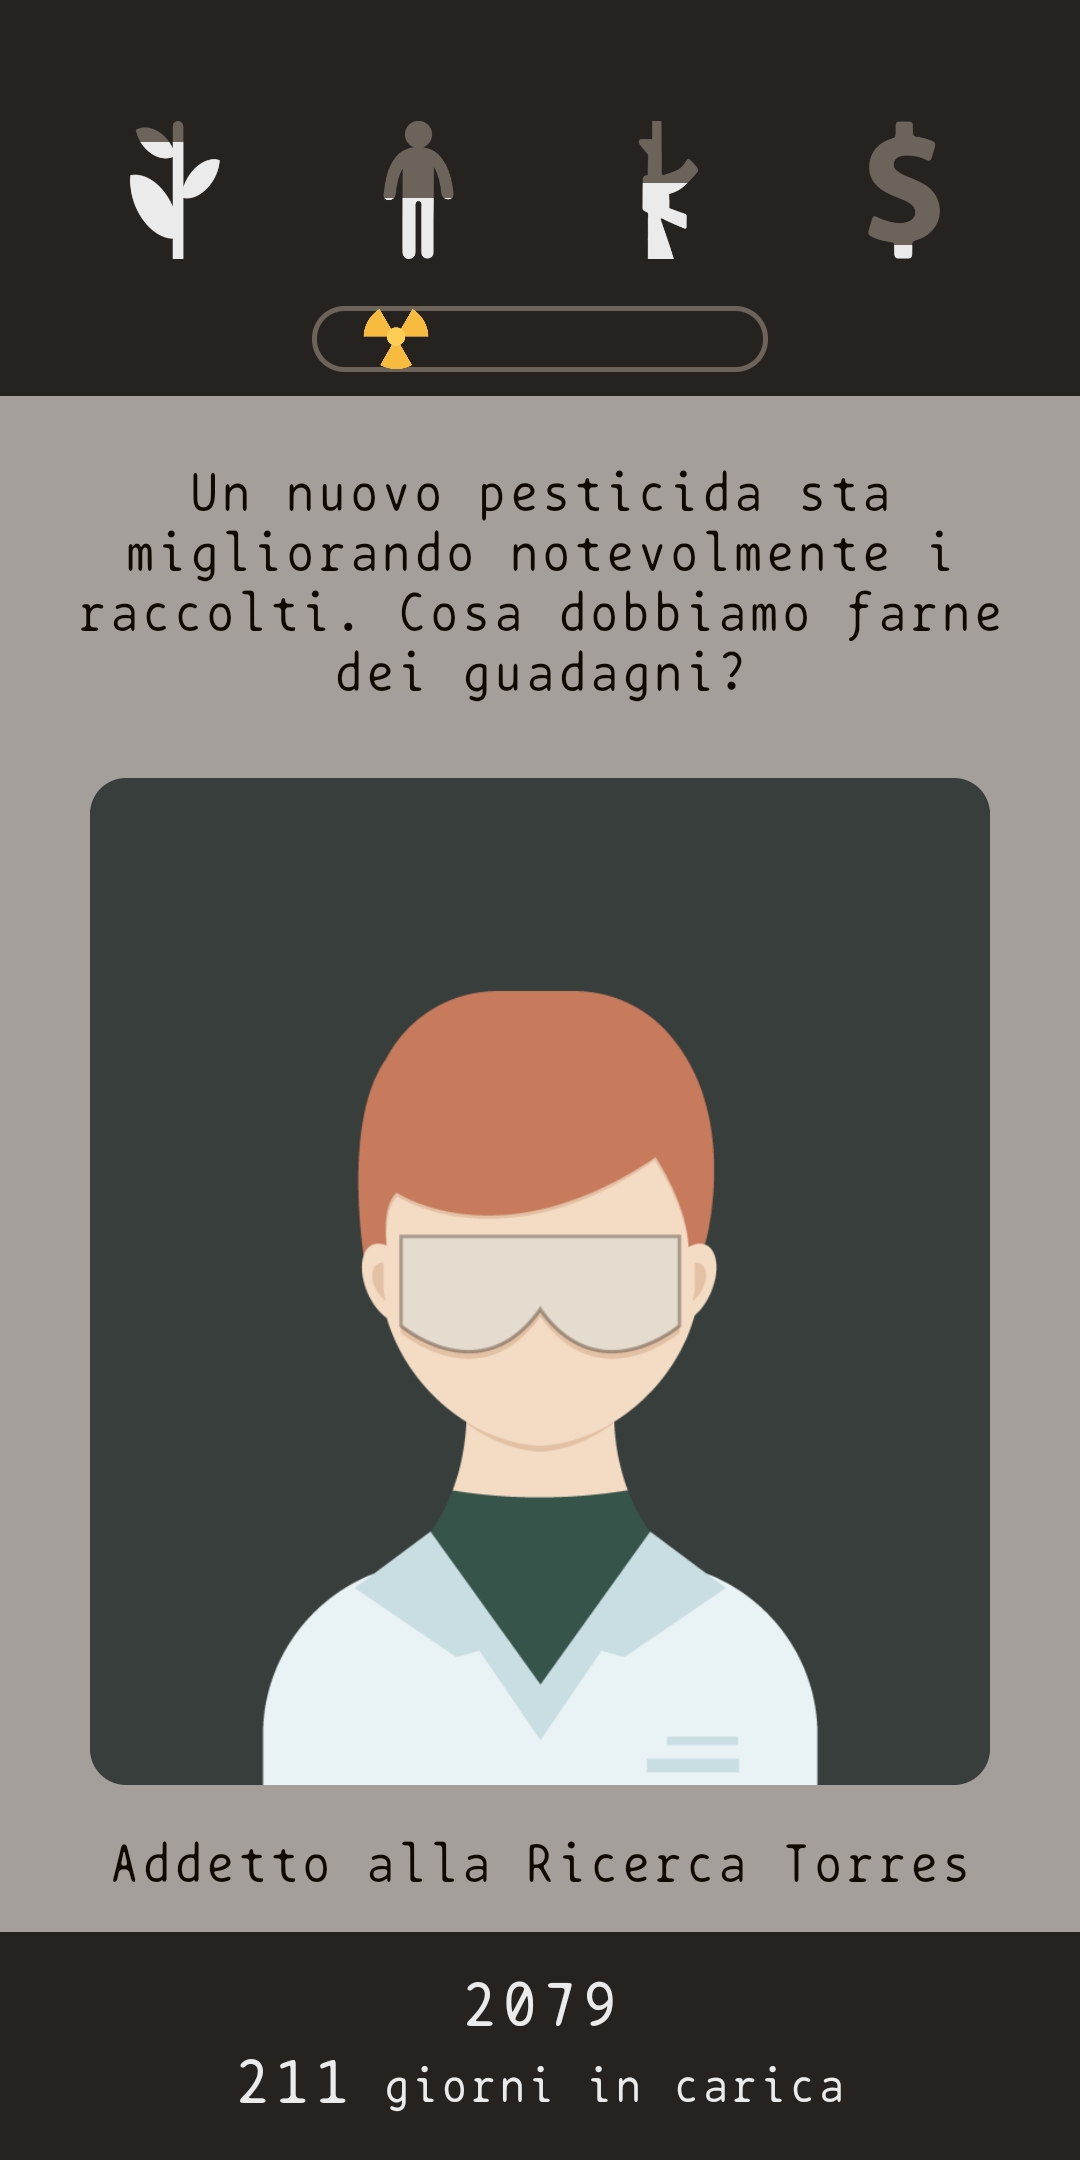 Un nuovo pesticida sta
migliorando notevolmente i
raccolti. Cosa dobbiamo farne
dei guadagni?
Addetto alla Ricerca Torres
2079
211 giorni in carica